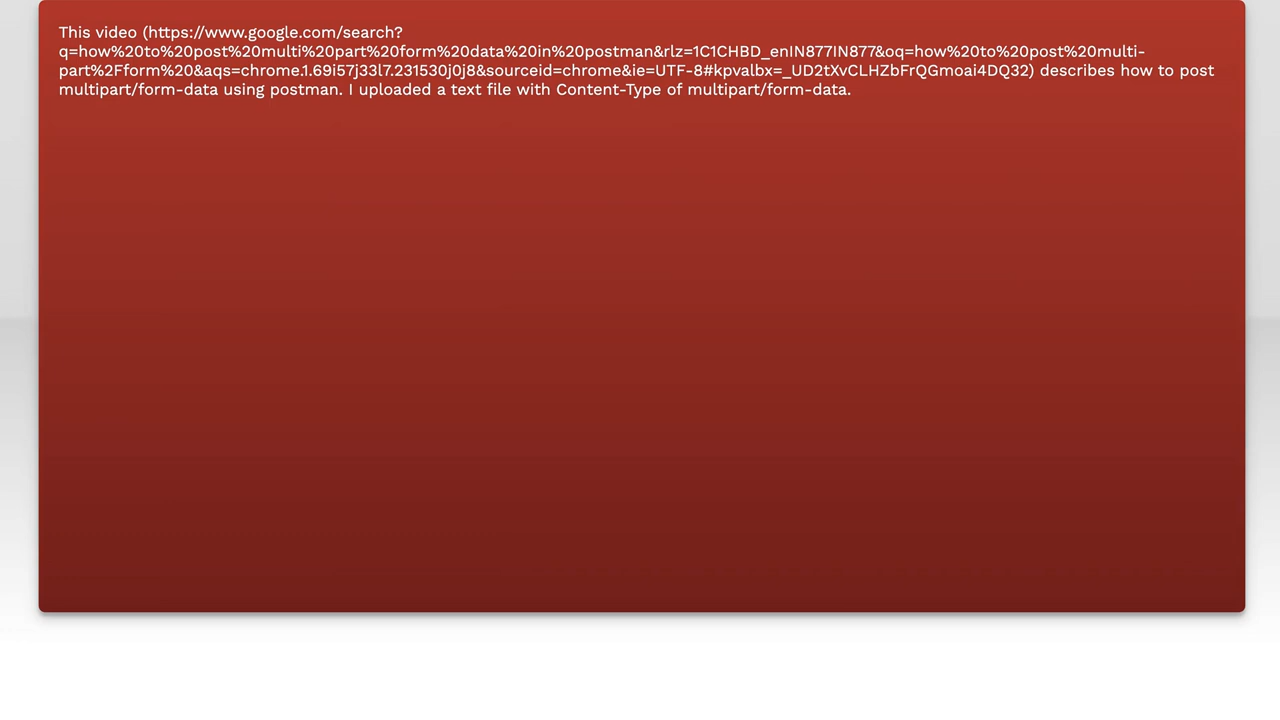 This video (https://www.google.com/search?
q=how%20to%20post%20multi%20part%20form%20data%20in%20postman&rlz=1C1CHBD_enIN877IN877&oq=how%20to%20post%20multi-
part%2Fform%20&aqs=chrome.1.69i57j33l7.231530j0j8&sourceid=chrome&ie=UTF-8#kpvalbx=_UD2tXvCLHZbFrQGmoai4DQ32) describes how to post
multipart/form-data using postman. I uploaded a text file with Content-Type of multipart/form-data.